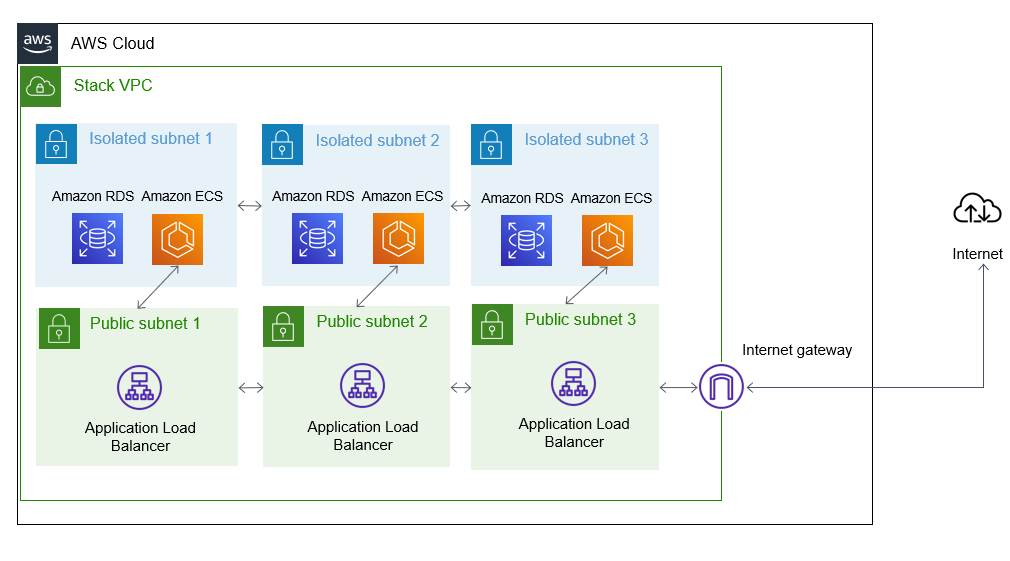 aws
AWS Cloud
Stack VPC
Isolated subnet 1
Isolated subnet 2
Isolated subnet 3
Amazon RDS
Amazon ECS
Amazon RDS
Amazon ECS
Amazon RDS
Amazon ECS
Internet
Public subnet 1
Public subnet 2
Public subnet 3
Internet gateway
Application Load
Balancer
Application Load
Balancer
Application Load
Balancer